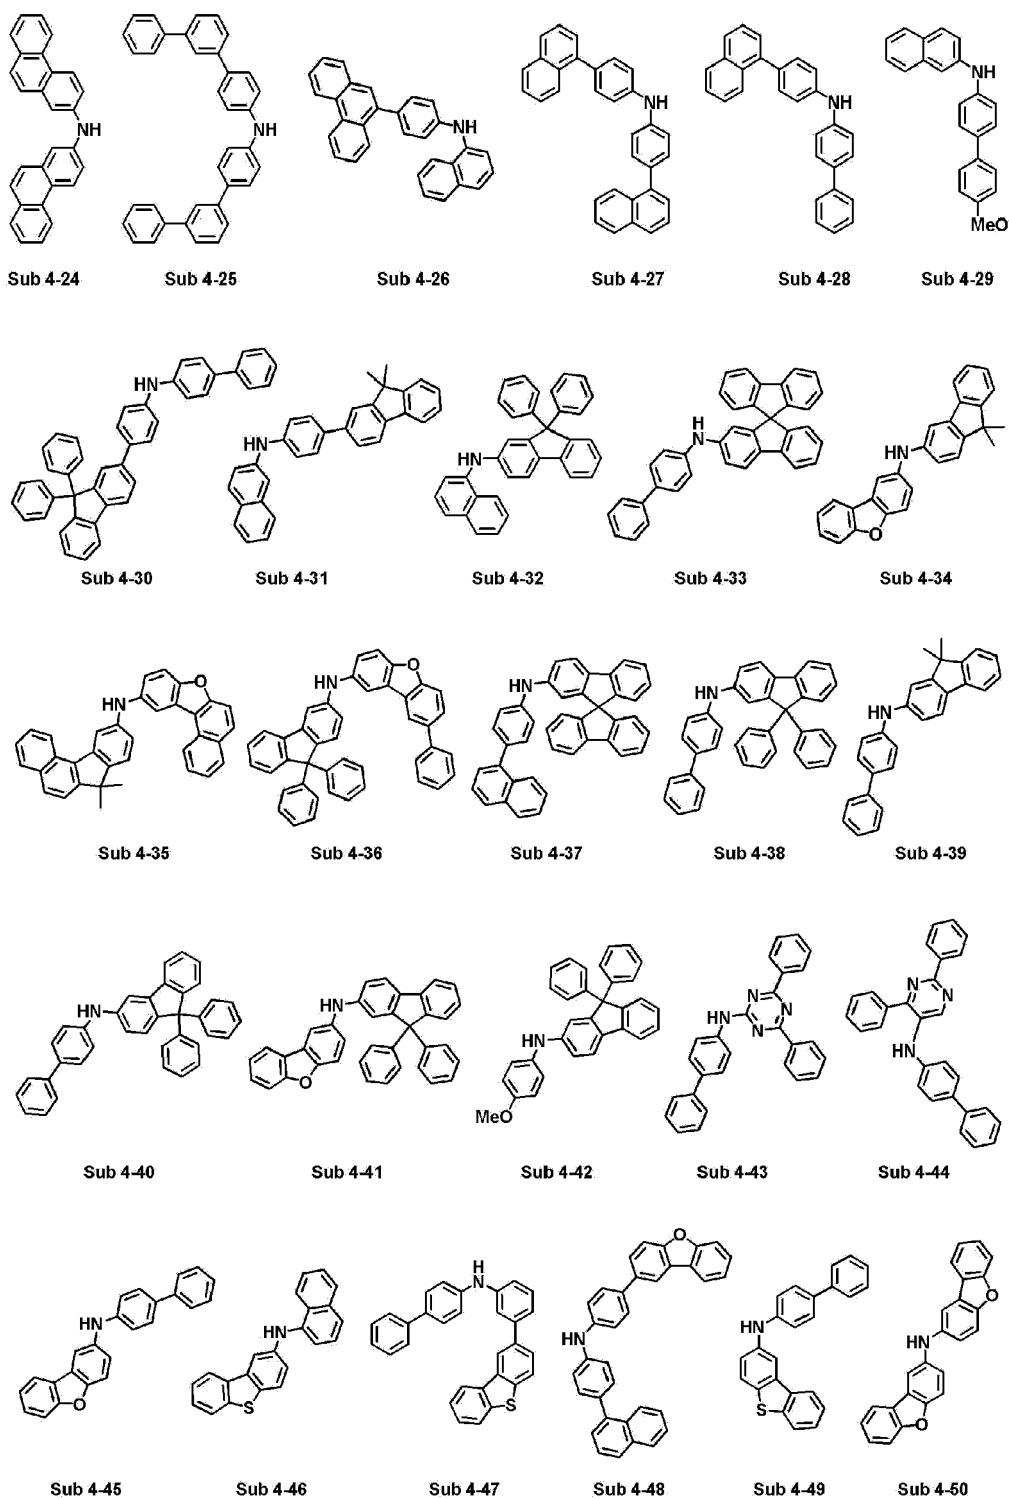 NH
NH
NH
NH
NH
NH
MeO
Sub 4-24
Sub 4-25
Sub 4-26
Sub 4-27
Sub 4-28
Sub 4-29
HN
HN
HN
H
N
HN
O
Sub 4-30
Sub 4-31
Sub 4-32
Sub 4-33
Sub 4-34
HN
O
HN
O
HN
HN
HN
Sub 4-35
Sub 4-36
Sub 4-37
Sub 4-38
Sub 4-39
HN
HN
O
HN
MeO
HN
N
N
N
N
N
HN
Sub 4-40
Sub 4-41
Sub 4-42
Sub 4-43
Sub 4-44
HN
O
HN
S
H
N
S
O
HN
HN
S
O
HN
O
Sub 4-45
Sub 4-46
Sub 4-47
Sub 4-48
Sub 4-49
Sub 4-50